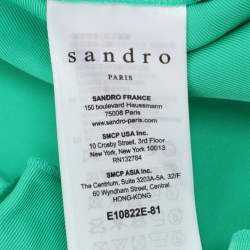 sandro
PARIS
SANDRO FRANCE
150 boulevard Haussmann
75008 Paris
sandro-paris.com
SMCP USA Inc.
10 Crosby Street, 3rd Floor
New York, New York 10013
RN132784
SMCP ASIA Inc.
The Centrium, Suite 3203A-5A, 32/F
60 Wyndham Street, Central
HONG-KONG
E10822E-81